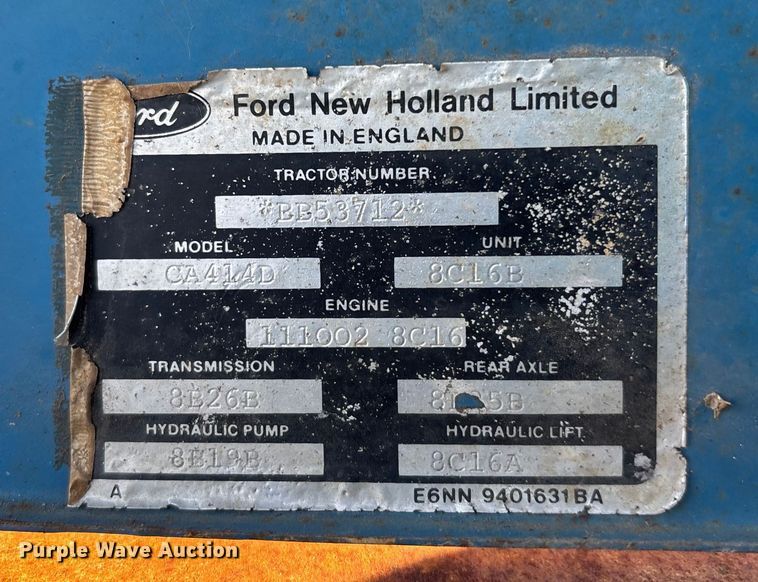 Ford New Holland Limited
MADE IN ENGLAND
TRACTOR NUMBER
*BB53712*
MODEL UNIT
CA414D 8C16B
ENGINE
111002 8C16
TRANSMISSION REAR AXLE
8B26B
HYDRAULIC PUMP HYDRAULIC LIFT
8E19B 8C16A
A E6NN 9401631BA
Purple Wave Auction